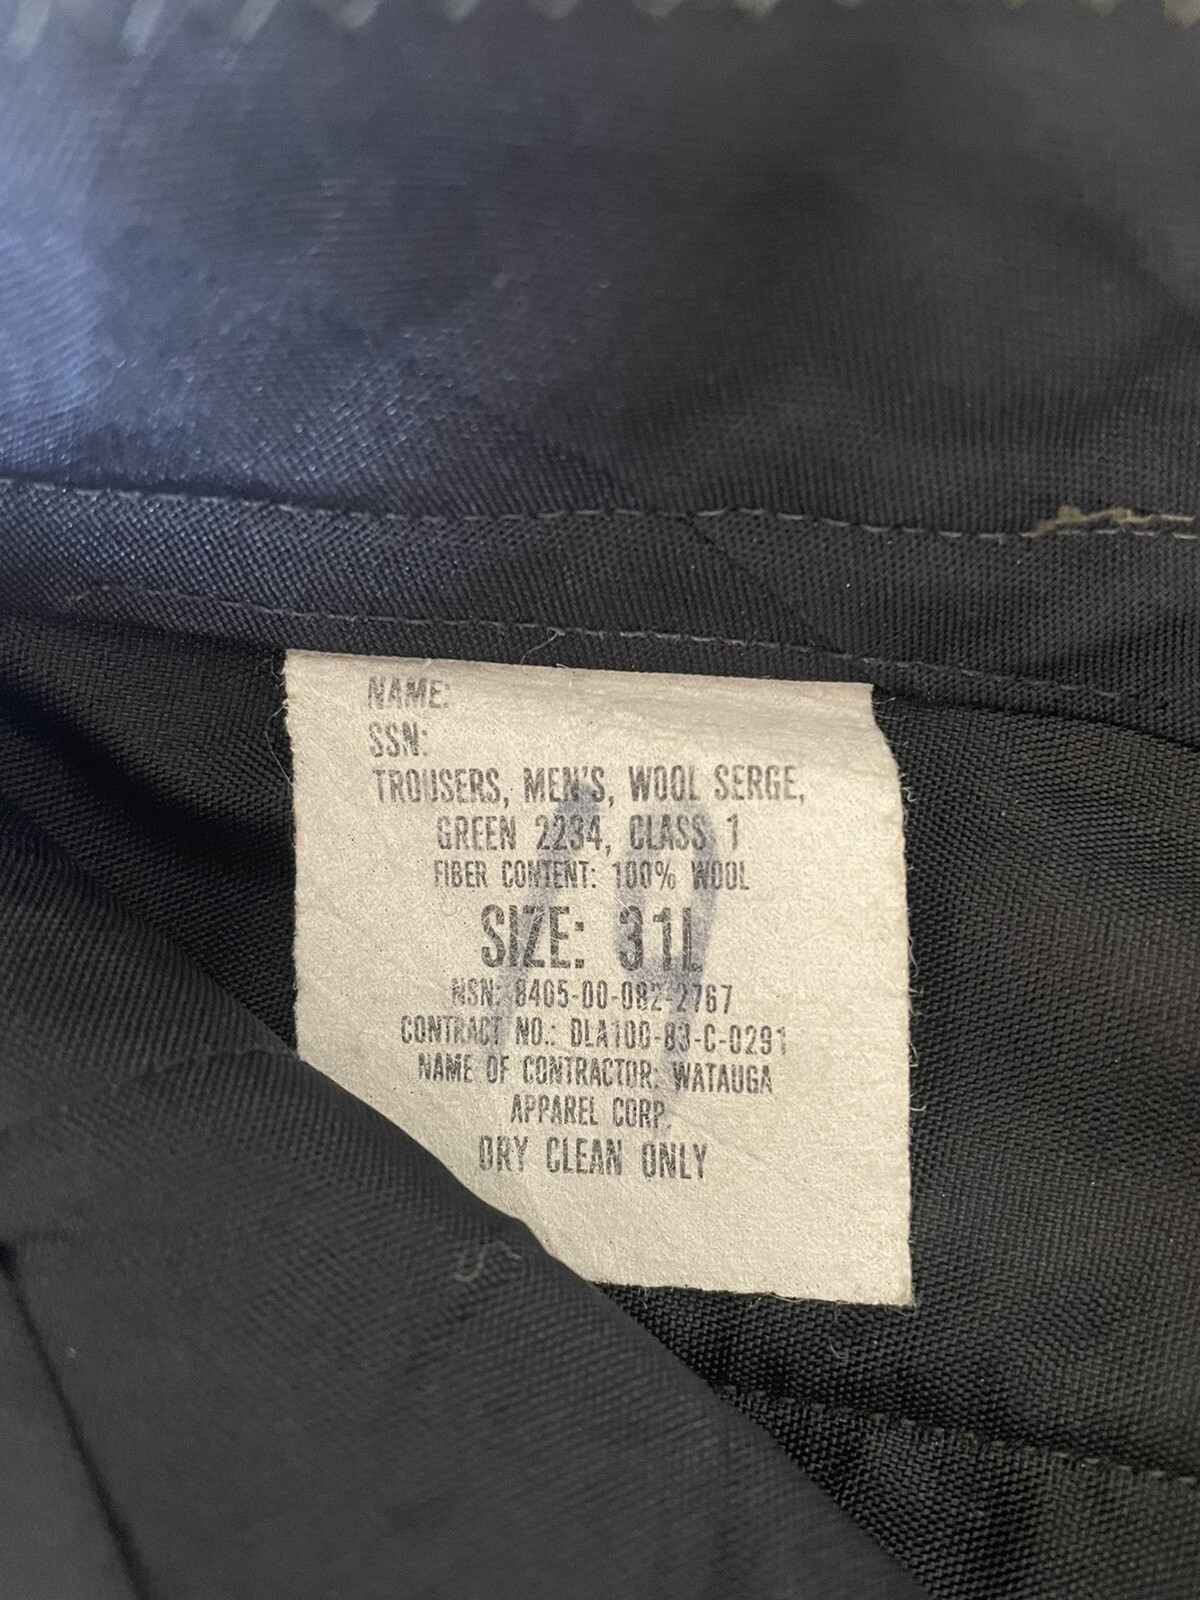 NAME:
SSN:
TROUSERS, MEN'S, WOOL SERGE,
GREEN 2234, CLASS 1
FIBER CONTENT: 100% WOOL
SIZE: 31L
NSN: 8405-00-082-2767
CONTRACT NO.: DLA100-83-C-0291
NAME OF CONTRACTOR: WATAUGA
APPAREL CORP.
DRY CLEAN ONLY